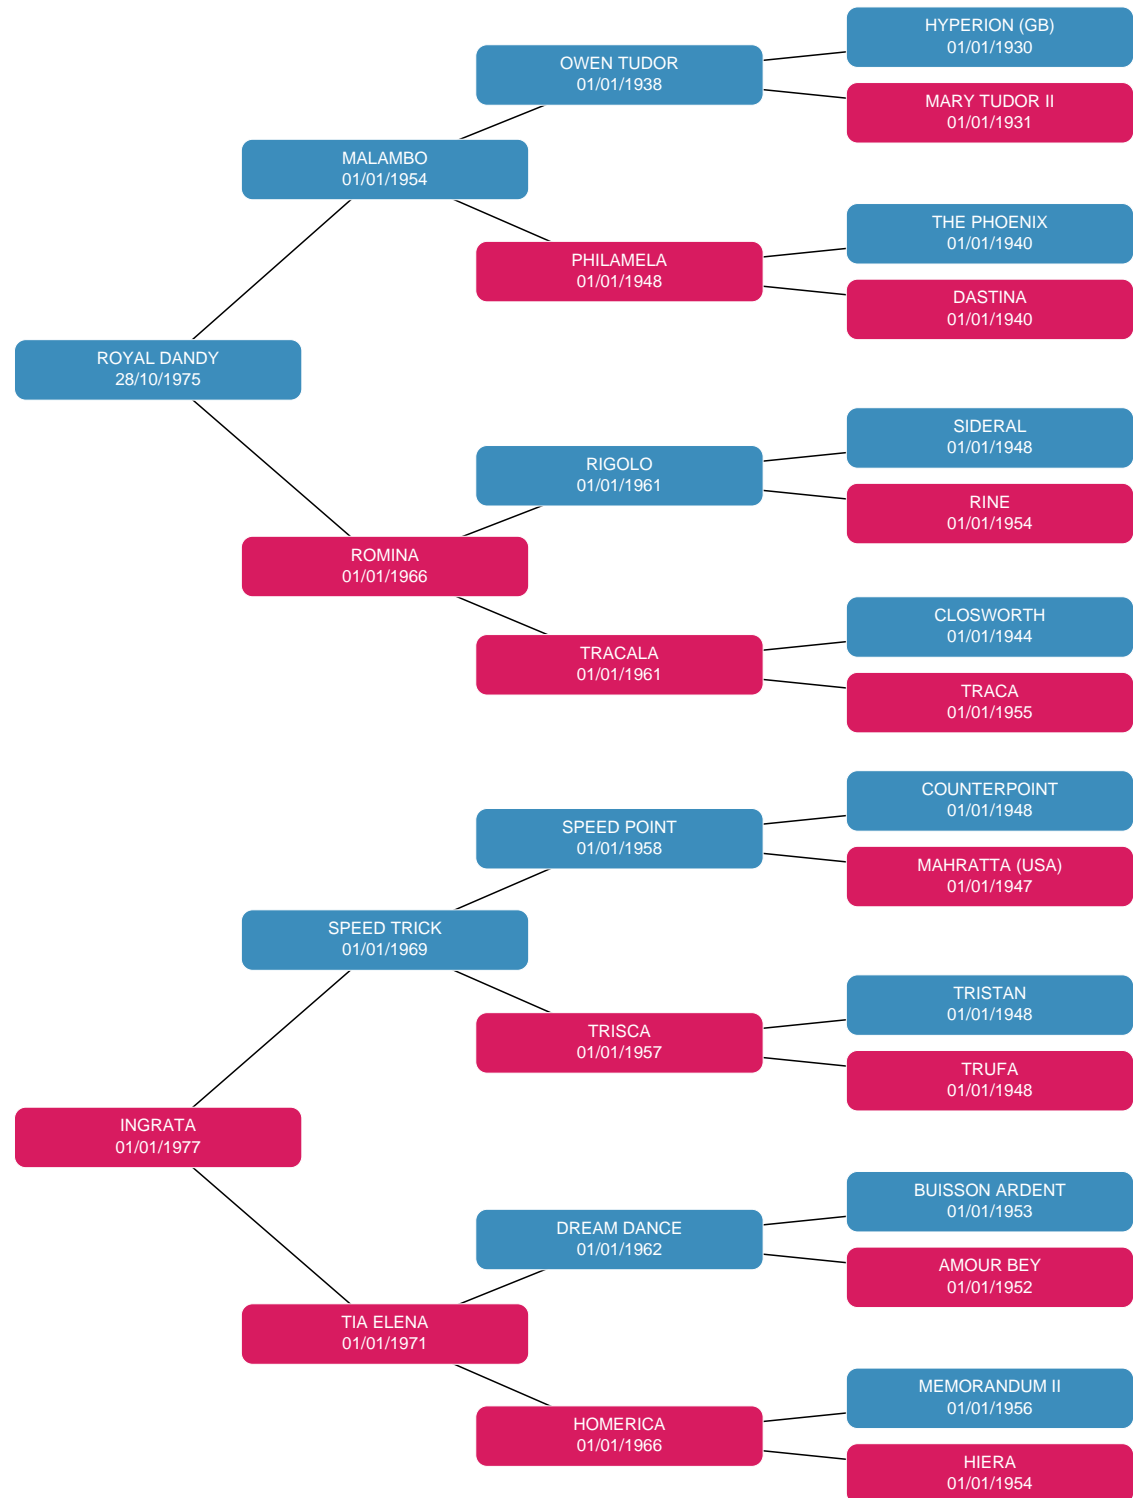 HYPERION (GB)
01/01/1930
OWEN TUDOR
01/01/1938
MARY TUDOR II
01/01/1931
MALAMBO
01/01/1954
THE PHOENIX
01/01/1940
PHILAMELA
01/01/1948
DASTINA
01/01/1940
ROYAL DANDY
28/10/1975
SIDERAL
01/01/1948
RIGOLO
01/01/1961
RINE
01/01/1954
ROMINA
01/01/1966
CLOSWORTH
01/01/1944
TRACALA
01/01/1961
TRACA
01/01/1955
COUNTERPOINT
01/01/1948
SPEED POINT
01/01/1958
MAHRATTA (USA)
01/01/1947
SPEED TRICK
01/01/1969
TRISTAN
01/01/1948
TRISCA
01/01/1957
TRUFA
01/01/1948
INGRATA
01/01/1977
BUISSON ARDENT
01/01/1953
DREAM DANCE
01/01/1962
AMOUR BEY
01/01/1952
TIA ELENA
01/01/1971
MEMORANDUM II
01/01/1956
HOMERICA
01/01/1966
HIERA
01/01/1954